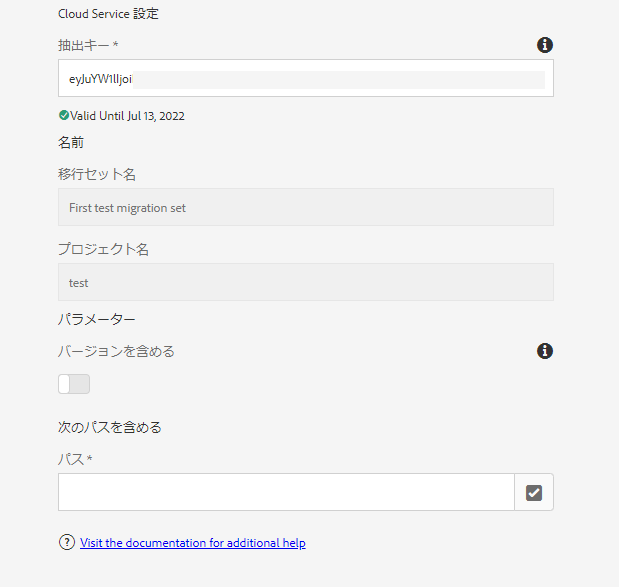 Cloud Service 設定
抽出キー *
eyJuYW1lIjoi
Valid Until Jul 13, 2022
名前
移行セット名
First test migration set
プロジェクト名
test
パラメーター
バージョンを含める
次のパスを含める
パス *
Visit the documentation for additional help